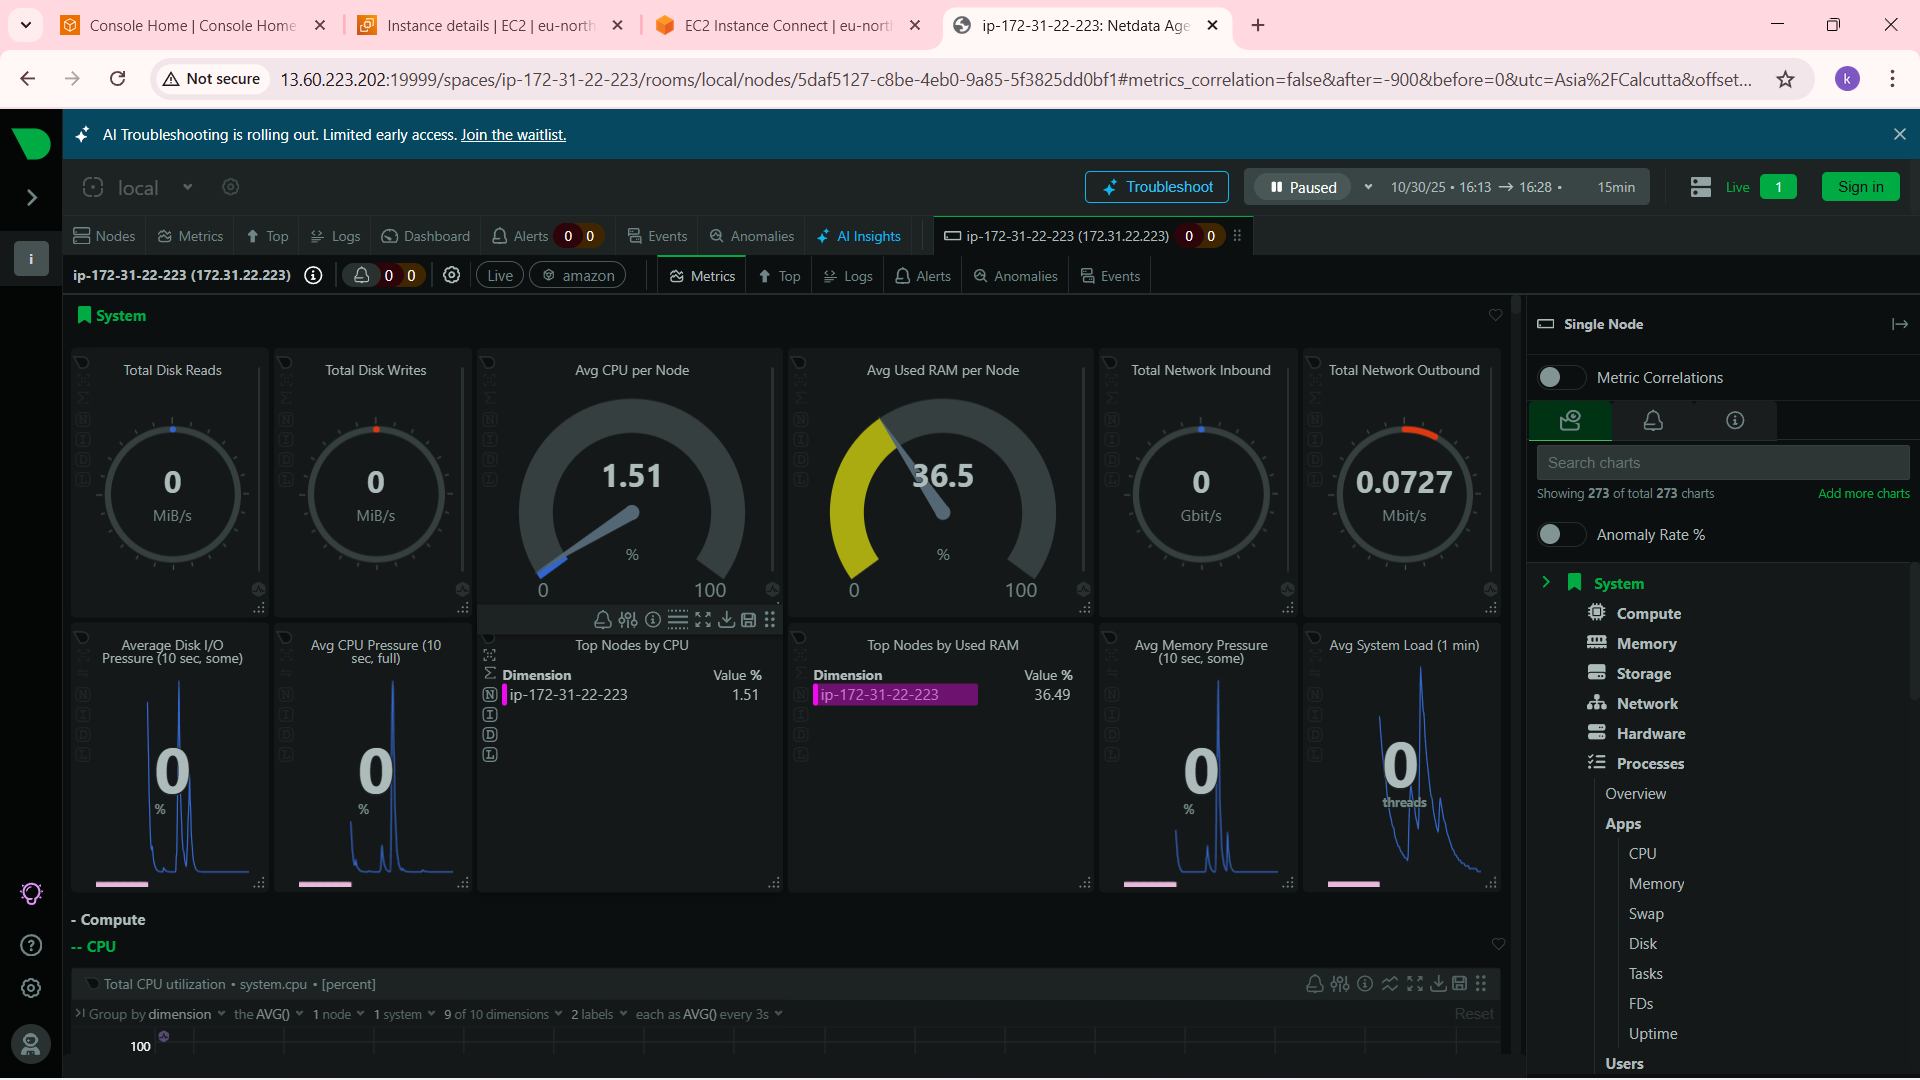 Console Home | Console Home
Instance details | EC2 | eu-north
EC2 Instance Connect | eu-nort
ip-172-31-22-223: Netdata Age
Not secure
13.60.223.202:19999/spaces/ip-172-31-22-223/rooms/local/nodes/5daf5127-c8be-4eb0-9a85-5f3825dd0bf1#metrics_correlation=false&after=-900&before=0&utc=Asia%2FCalcutta&offset...
k
AI Troubleshooting is rolling out. Limited early access. Join the waitlist.
local
Troubleshoot
Paused
10/30/25 • 16:13 → 16:28 •
15min
Live
1
Sign in
Nodes
Metrics
Top
Logs
Dashboard
Alerts
0
0
Events
Anomalies
AI Insights
ip-172-31-22-223 (172.31.22.223)
0
0
i
ip-172-31-22-223 (172.31.22.223)
0
0
Live
amazon
Metrics
Top
Logs
Alerts
Anomalies
Events
System
Total Disk Reads
0
MiB/s
Total Disk Writes
0
MiB/s
Avg CPU per Node
1.51
%
0
100
Avg Used RAM per Node
36.5
%
0
100
Total Network Inbound
0
Gbit/s
Total Network Outbound
0.0727
Mbit/s
Average Disk I/O
Pressure (10 sec, some)
0
%
Avg CPU Pressure (10
sec, full)
0
%
Top Nodes by CPU
Dimension
Value %
ip-172-31-22-223
1.51
N
I
D
L
Top Nodes by Used RAM
Dimension
Value %
ip-172-31-22-223
36.49
Avg Memory Pressure
(10 sec, some)
0
%
Avg System Load (1 min)
0
threads
- Compute
-- CPU
Total CPU utilization • system.cpu • [percent]
Group by dimension
the AVG()
1 node
1 system
9 of 10 dimensions
2 labels
each as AVG() every 3s
Reset
100
Single Node
Metric Correlations
Search charts
Showing 273 of total 273 charts
Add more charts
Anomaly Rate %
System
Compute
Memory
Storage
Network
Hardware
Processes
Overview
Apps
CPU
Memory
Swap
Disk
Tasks
FDs
Uptime
Users